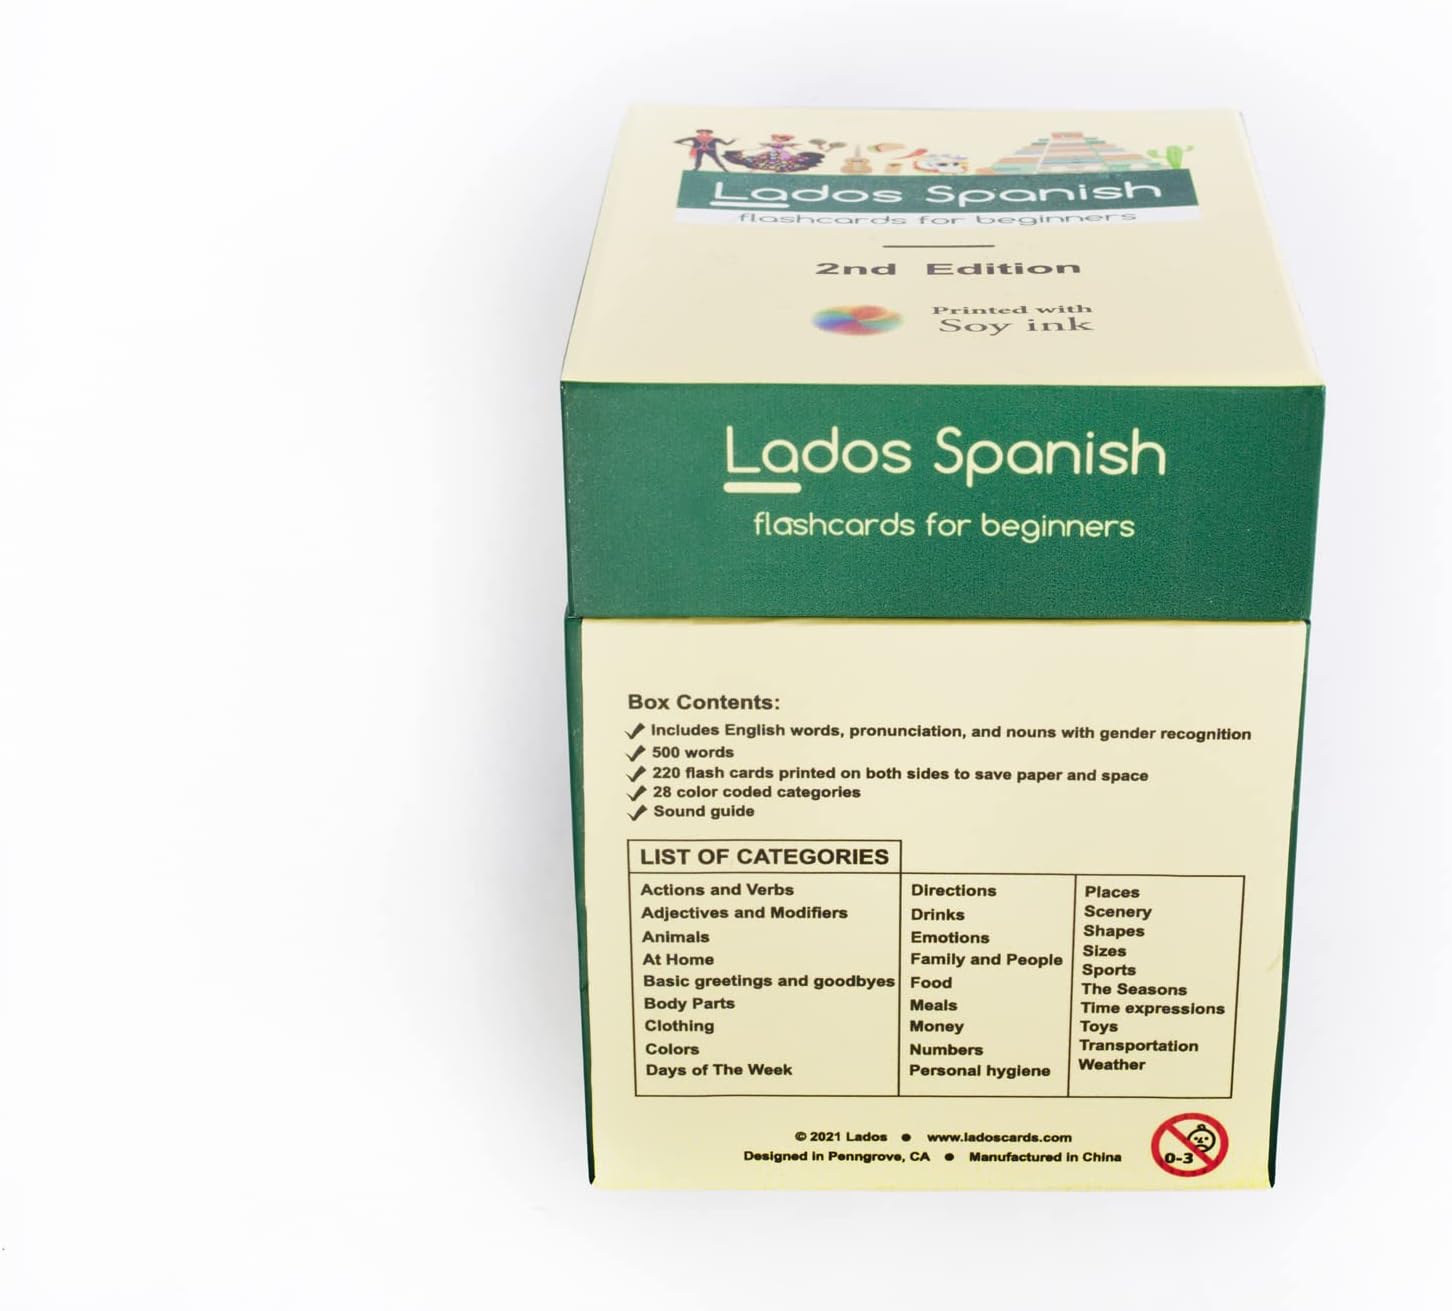 Lados Spanish
flashcards for beginners
2nd Edition
Printed with
Soy ink
Lados Spanish
flashcards for beginners
Box Contents:
Includes English words, pronunciation, and nouns with gender recognition
500 words
220 flash cards printed on both sides to save paper and space
28 color coded categories
Sound guide
LIST OF CATEGORIES
Actions and Verbs
Adjectives and Modifiers
Animals
At Home
Basic greetings and goodbyes
Body Parts
Clothing
Colors
Days of The Week
Directions
Drinks
Emotions
Family and People
Food
Meals
Money
Numbers
Personal hygiene
Places
Scenery
Shapes
Sizes
Sports
The Seasons
Time expressions
Toys
Transportation
Weather
© 2021 Lados ● www.ladoscards.com
Designed in Penngrove, CA ● Manufactured in China
0-3